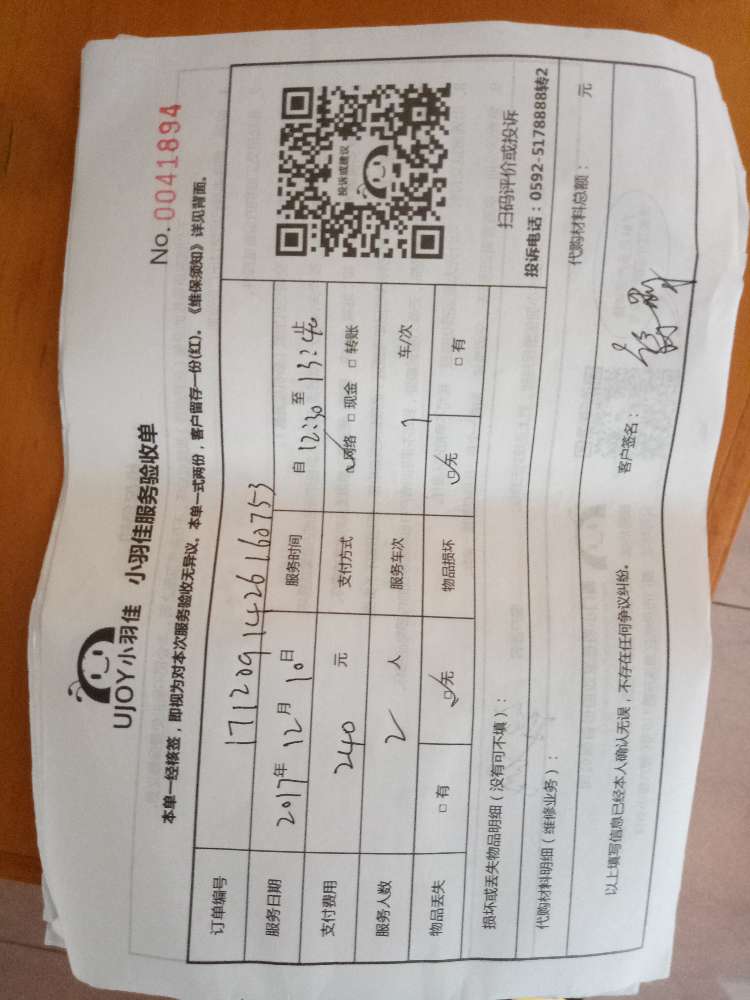 UJOY小羽佳 小羽佳服务验收单
No.0041894
本单一经核签，即视为对本次服务验收无异议。本单一式两份，客户留存一份(红)。《维保须知》详见背面。
订单编号 171209142616075-3
服务日期 2017年 12月 10日 服务时间 自 12:30 至 止
支付费用 240 元 支付方式 □网络 □ 现金 □ 转账
服务人数 2 人 服务车次 1 车/次
物品丢失 □ 有 □无 物品损坏 □无 □ 有
投诉或建议
扫码评价或投诉
投诉电话：0592-5178888转2
损坏或丢失物品明细（没有可不填）：
代购材料明细（维修业务）： 代购材料总额： 元
以上填写信息已经本人确认无误，不存在任何争议纠纷。 客户签名：